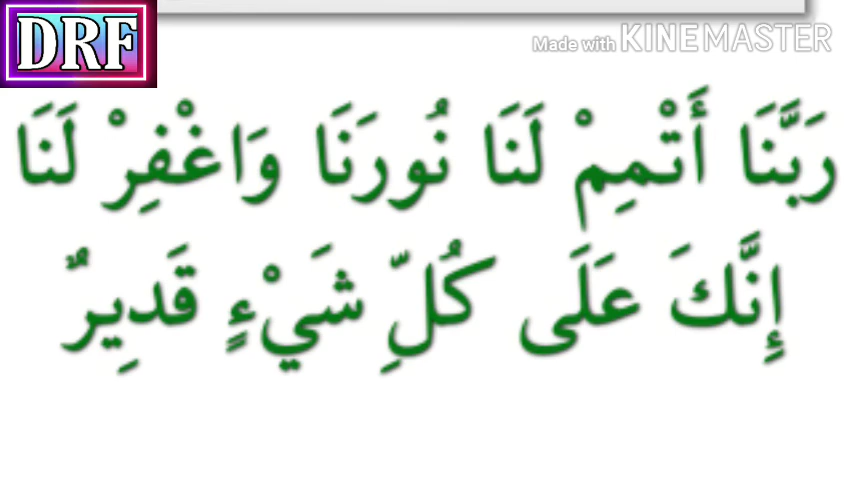 DRF
Made with KINEMASTER
رَبَّنَا أَتْمِمْ لَنَا نُورَنَا وَاغْفِرْ لَنَا
إِنَّكَ عَلَى كُلِّ شَيْءٍ قَدِيرٌ